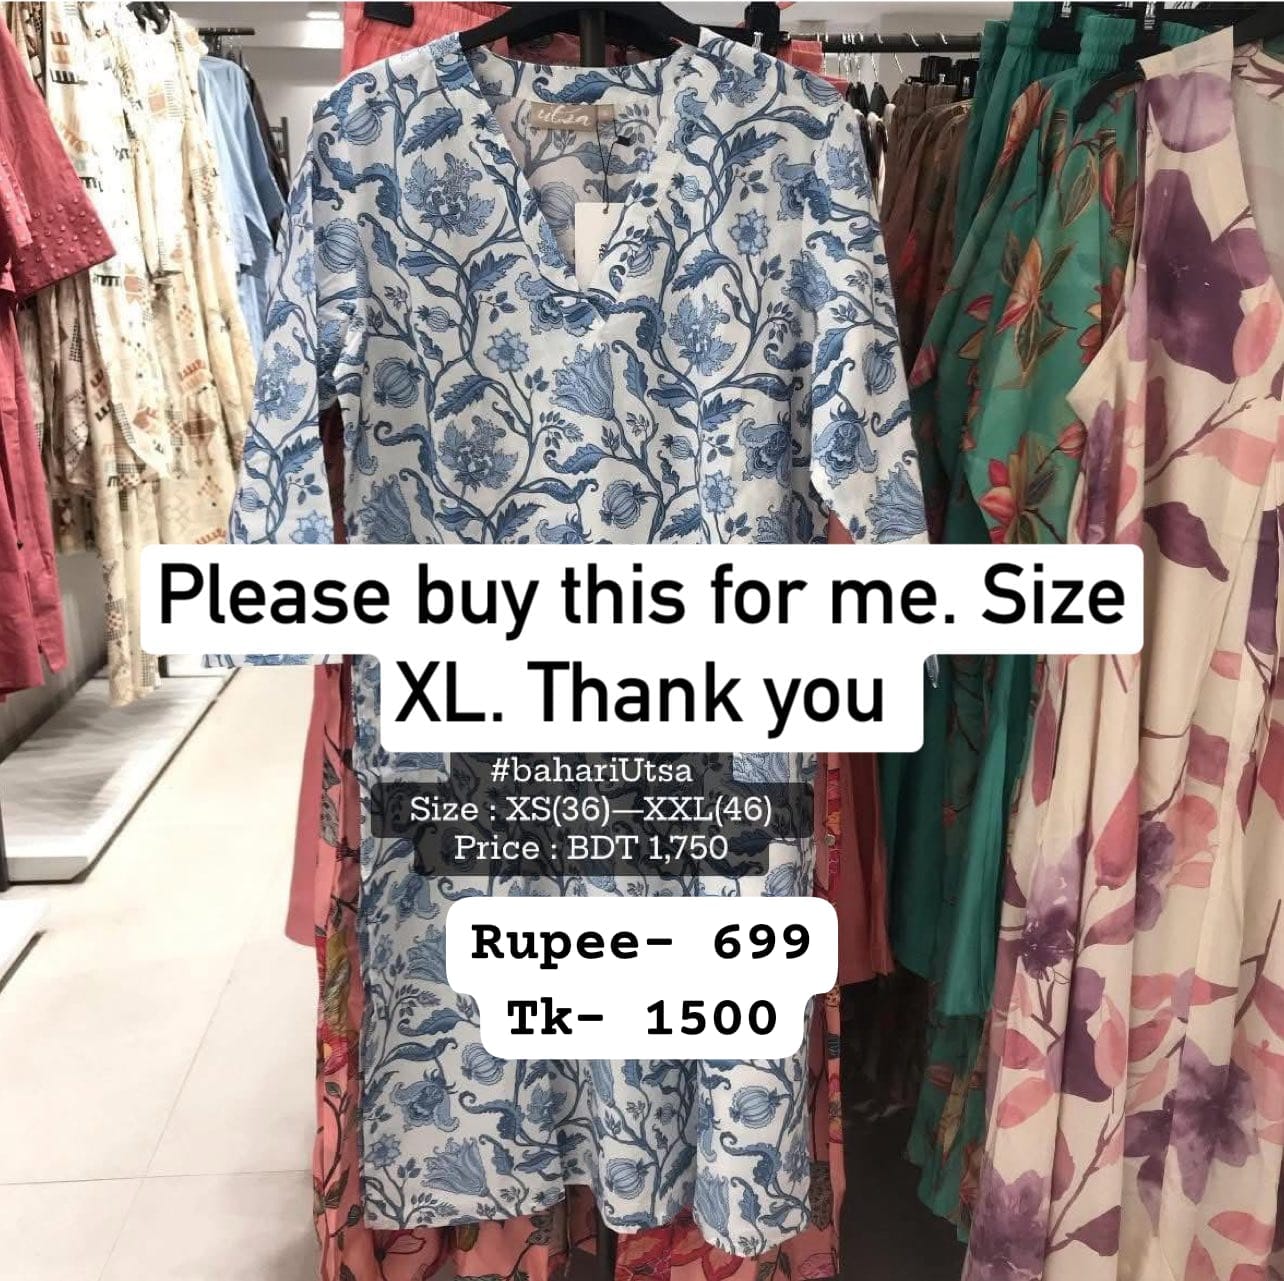 utsa
Please buy this for me. Size
XL. Thank you
#bahariUtsa
Size : XS(36)—XXL(46)
Price : BDT 1,750
Rupee- 699
Tk- 1500